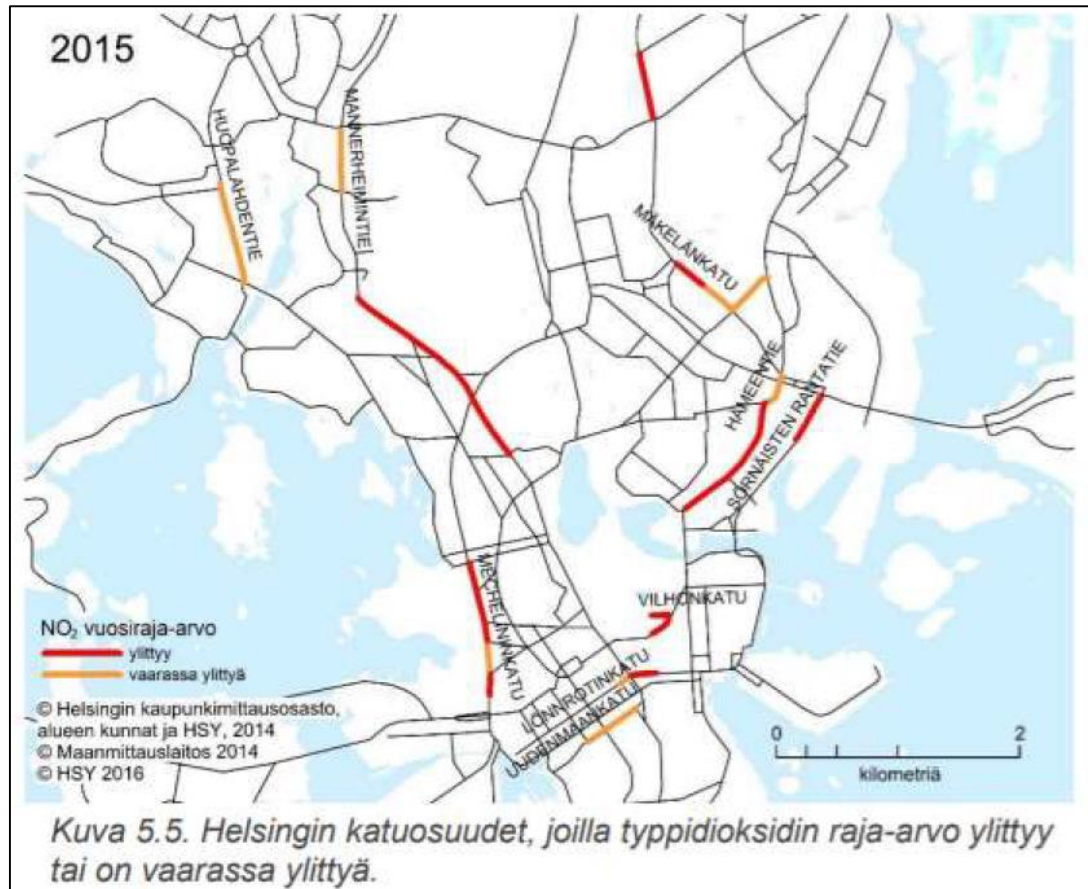 2015
HUOPALAHDENTIE
MANNERHEIMINTIE
MÄKELÄNKATU
HÄMEENTIE
SÖRNÄISTEN RANTATIE
VILHONKATU
MECHELININKATU
LÖNNROTINKATU
UUDENMAANKATU
NO₂ vuosiraja-arvo
ylittyy
vaarassa ylittyä
© Helsingin kaupunkimittausosasto,
alueen kunnat ja HSY, 2014
© Maanmittauslaitos 2014
© HSY 2016
0 2
kilometriä
Kuva 5.5. Helsingin katuosuudet, joilla typpidioksidin raja-arvo ylittyy
tai on vaarassa ylittyä.